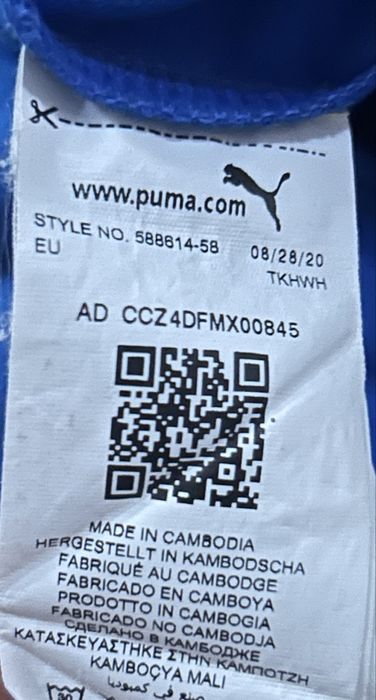 www.puma.com
STYLE NO. 588614-58 08/28/20
EU TKHWH
AD CCZ4DFMX00845
MADE IN CAMBODIA
HERGESTELLT IN KAMBODSCHA
FABRIQUÉ AU CAMBODGE
FABRICADO EN CAMBOYA
PRODOTTO IN CAMBOGIA
FABRICADO NO CAMBODJA
СДЕЛАНО В КАМБОДЖЕ
ΚΑΤΑΣΚΕΥΑΣΤΗΚΕ ΣΤΗΝ ΚΑΜΠΟΤΖΗ
KAMBOÇYA MALI
صنع في كمبوديا